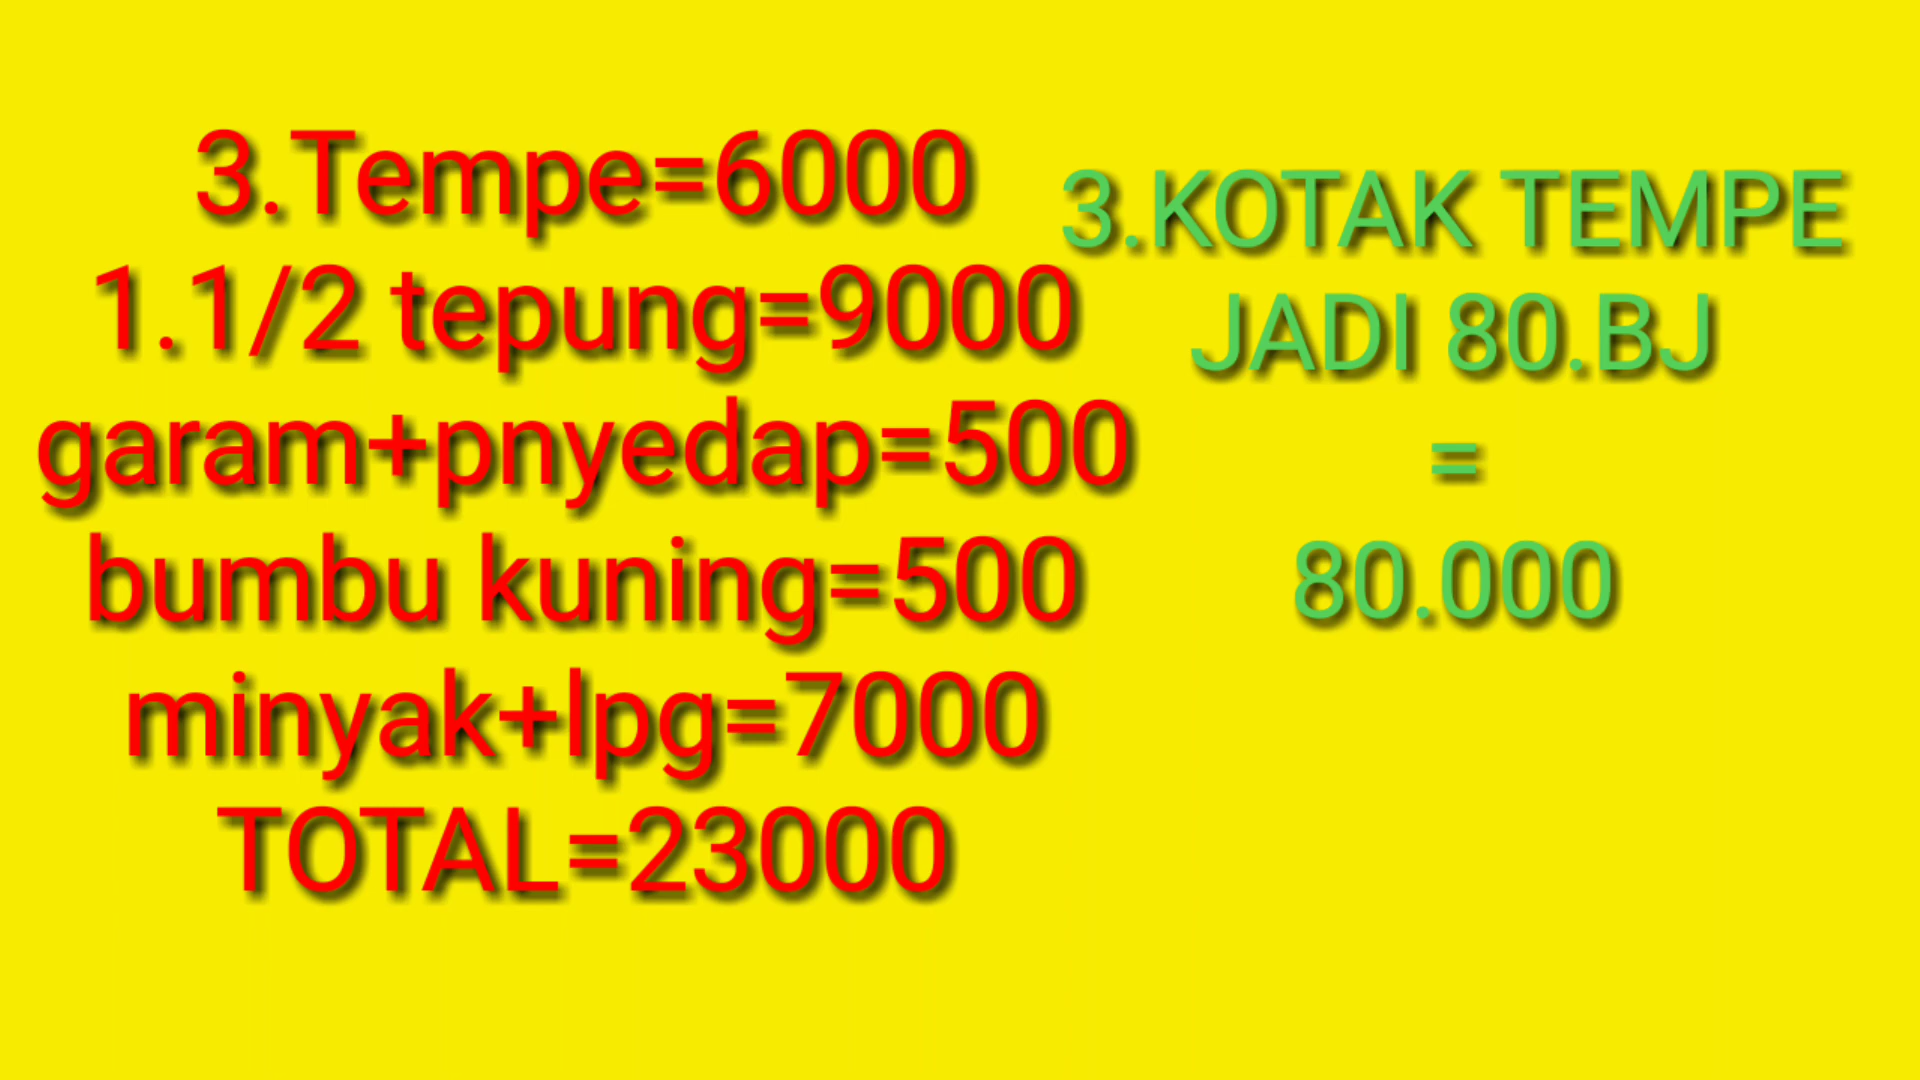 3.Tempe=6000
1.1/2 tepung=9000
garam+pnyedap=500
bumbu kuning=500
minyak+lpg=7000
TOTAL=23000
3.KOTAK TEMPE
JADI 80.BJ
=
80.000